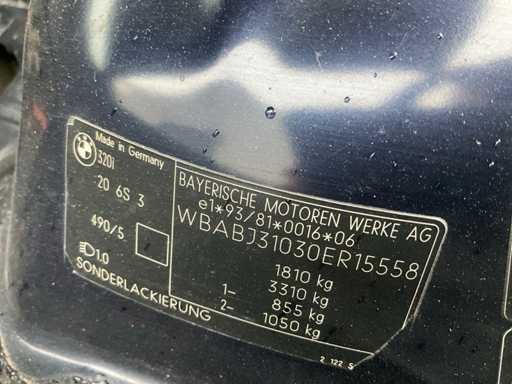 BMW
Made in Germany
320i
20 6S 3
490/5
1.0
SONDERLACKIERUNG
BAYERISCHE MOTOREN WERKE AG
e1*93/81*0016*06
WBABJ31030ER15558
1810 kg
3310 kg
1- 855 kg
2- 1050 kg
2 122 S